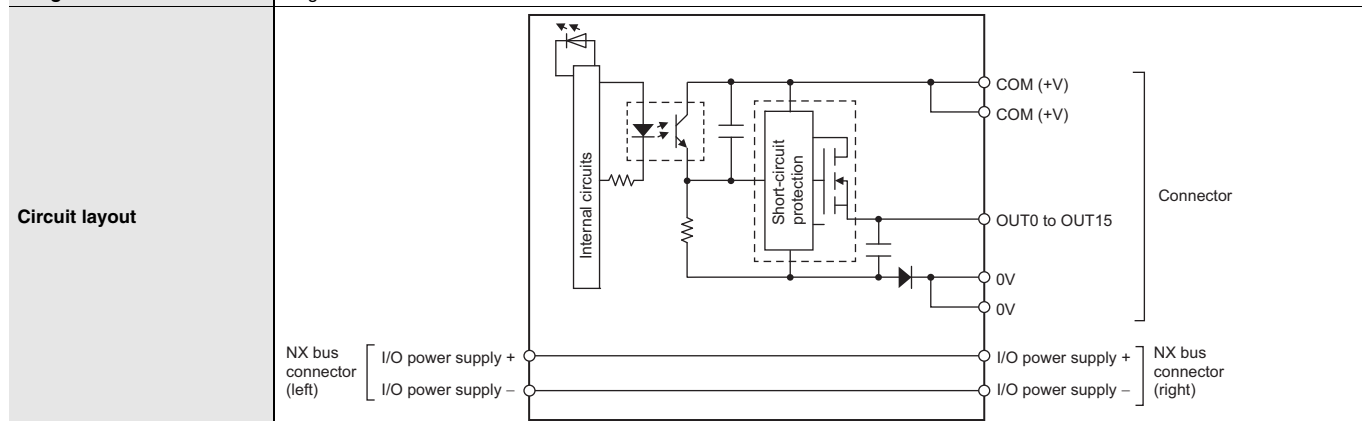 Circuit layout
Internal circuits
Short-circuit
protection
COM (+V)
COM (+V)
OUT0 to OUT15
0V
0V
Connector
NX bus
connector
(left)
I/O power supply +
I/O power supply −
I/O power supply +
I/O power supply −
NX bus
connector
(right)